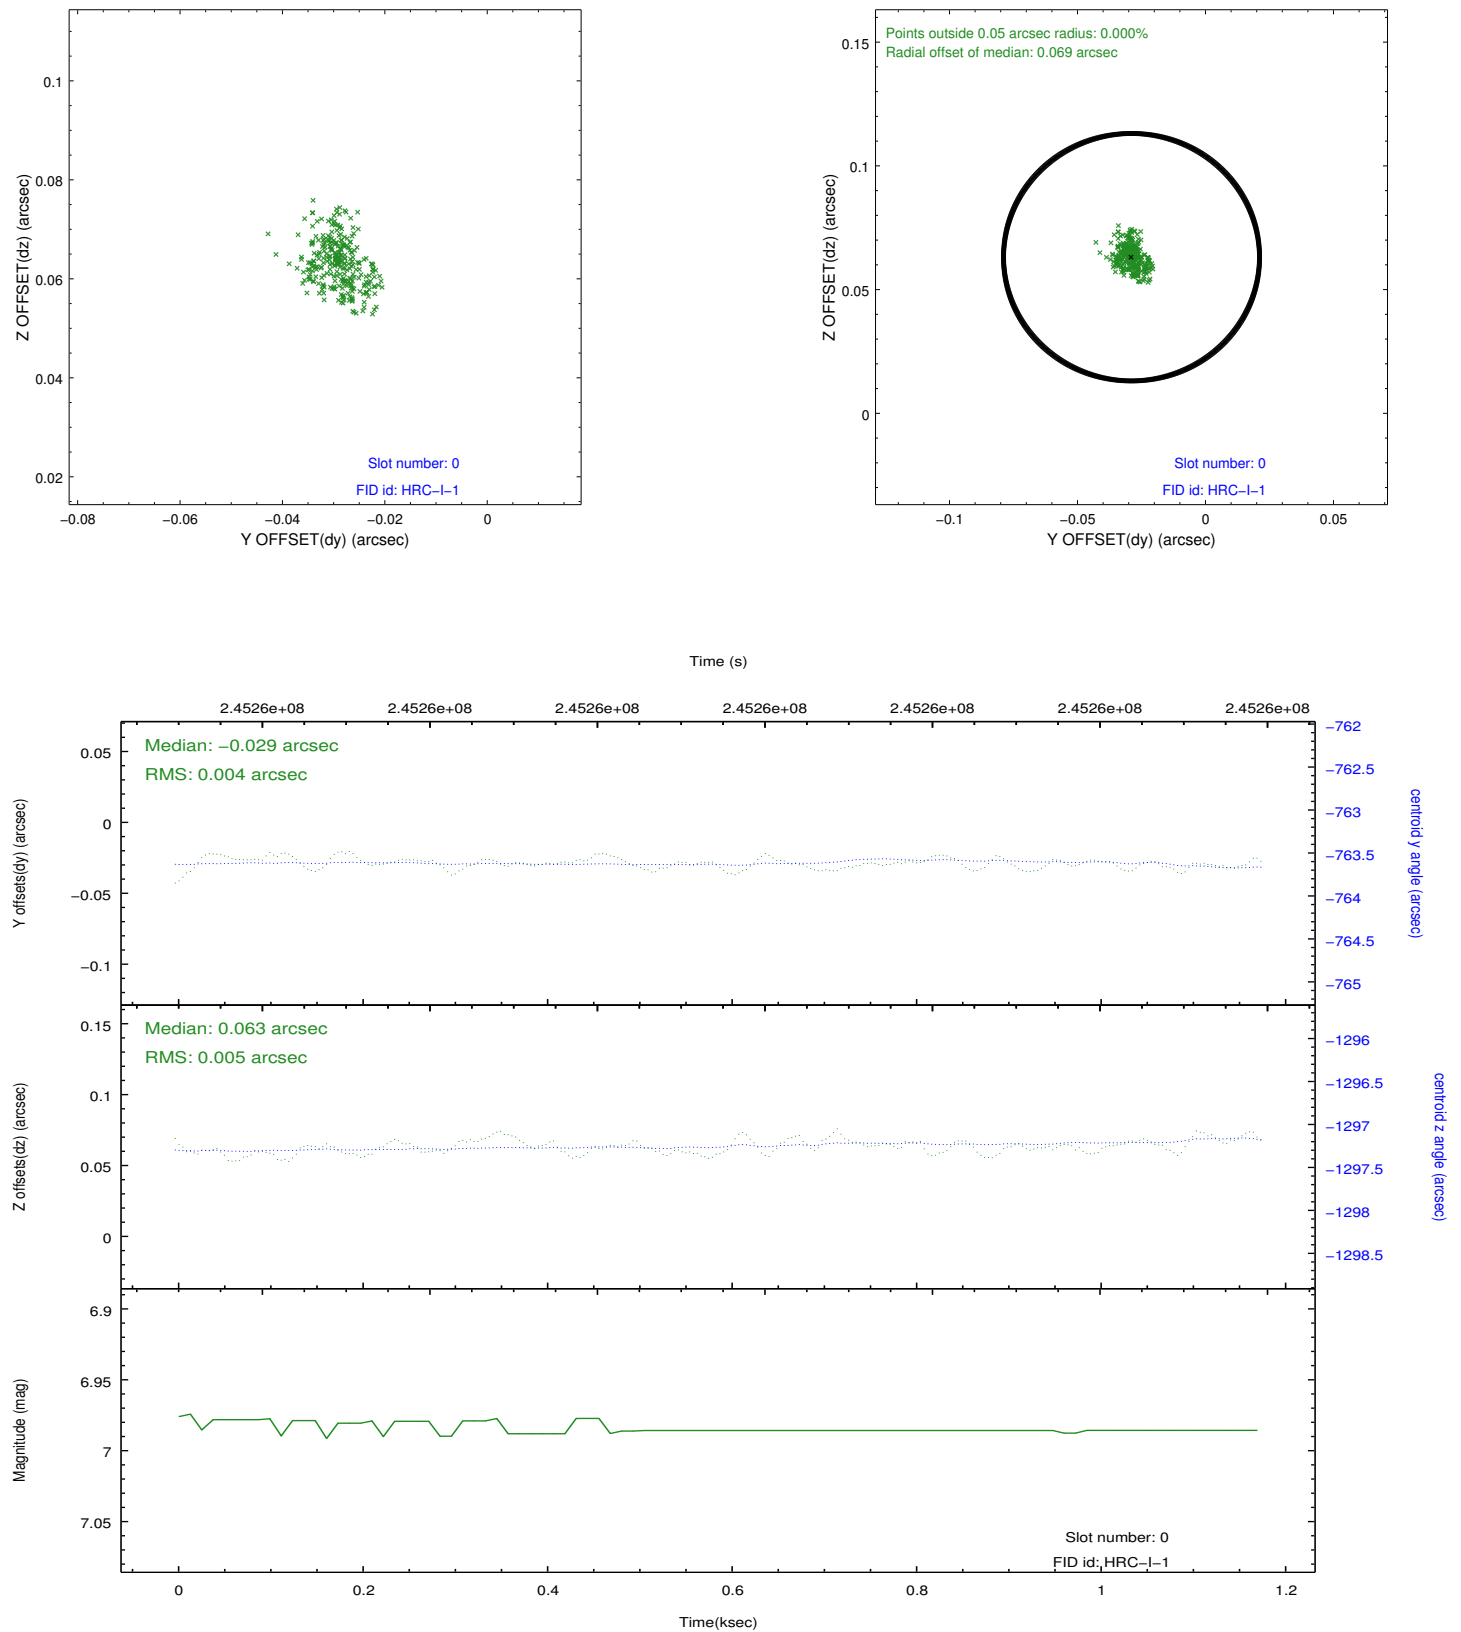 0.1
0.08
0.06
0.04
0.02
Z OFFSET(dz) (arcsec)
Slot number: 0
FID id: HRC−I−1
−0.08 −0.06 −0.04 −0.02 0
Y OFFSET(dy) (arcsec)
Points outside 0.05 arcsec radius: 0.000%
Radial offset of median: 0.069 arcsec
0.15
0.1
0.05
0
Z OFFSET(dz) (arcsec)
Slot number: 0
FID id: HRC−I−1
−0.1 −0.05 0 0.05
Y OFFSET(dy) (arcsec)
Time (s)
2.4526e+08 2.4526e+08 2.4526e+08 2.4526e+08 2.4526e+08 2.4526e+08 2.4526e+08
Median: −0.029 arcsec
RMS: 0.004 arcsec
0.05
0
−0.05
−0.1
Y offsets(dy) (arcsec)
−762
−762.5
−763
−763.5
−764
−764.5
−765
centroid y angle (arcsec)
Median: 0.063 arcsec
RMS: 0.005 arcsec
0.15
0.1
0.05
0
Z offsets(dz) (arcsec)
−1296
−1296.5
−1297
−1297.5
−1298
−1298.5
centroid z angle (arcsec)
6.9
6.95
7
7.05
Magnitude (mag)
Slot number: 0
FID id: HRC−I−1
0 0.2 0.4 0.6 0.8 1 1.2
Time(ksec)